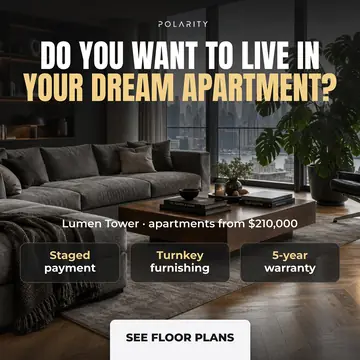 POLARITY
DO YOU WANT TO LIVE IN
YOUR DREAM APARTMENT?
Lumen Tower · apartments from $210,000
Staged
payment
Turnkey
furnishing
5-year
warranty
SEE FLOOR PLANS